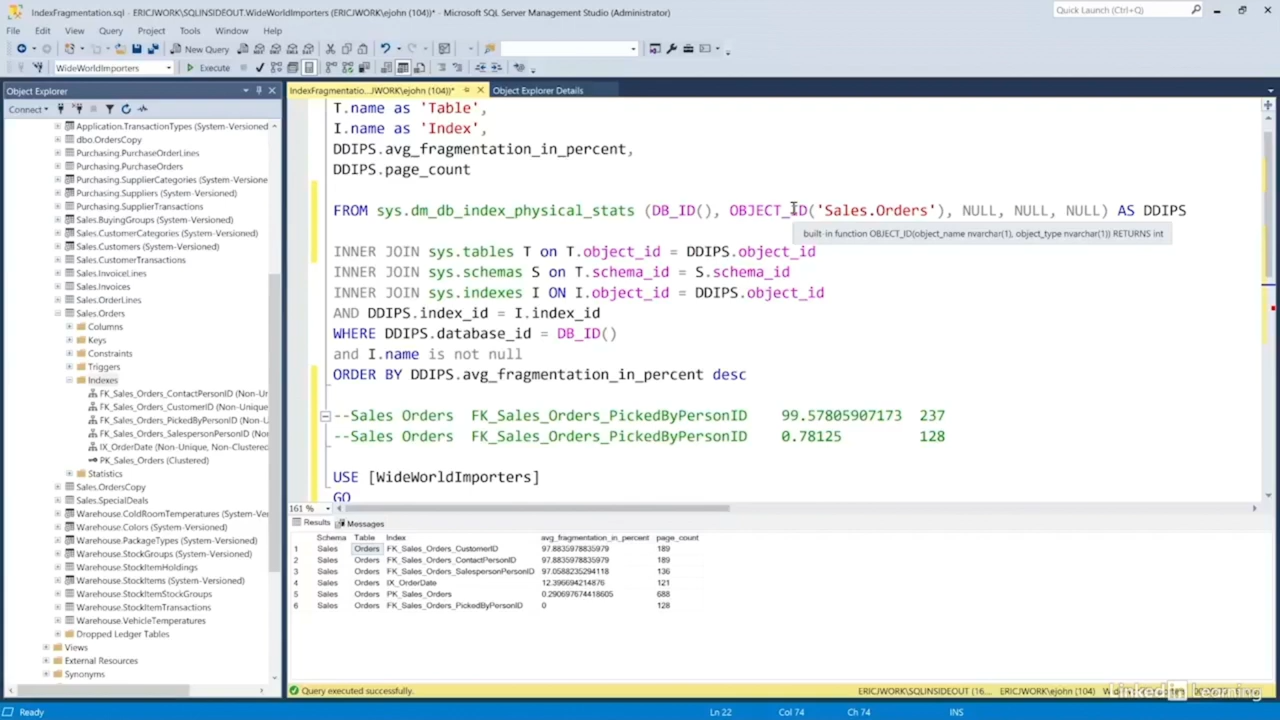 IndexFragmentation.sql - ERICJWORK\SQLINSIDEOUT.WideWorldImporters (ERICJWORK\ejohn (104))* - Microsoft SQL Server Management Studio (Administrator)
Quick Launch (Ctrl+Q)
File Edit View Query Project Tools Window Help
New Query
WideWorldImporters Execute
Object Explorer
Connect
Application.TransactionTypes (System-Versioned
dbo.OrdersCopy
Purchasing.PurchaseOrderLines
Purchasing.PurchaseOrders
Purchasing.SupplierCategories (System-Versione
Purchasing.Suppliers (System-Versioned)
Purchasing.SupplierTransactions
Sales.BuyingGroups (System-Versioned)
Sales.CustomerCategories (System-Versioned)
Sales.Customers (System-Versioned)
Sales.CustomerTransactions
Sales.InvoiceLines
Sales.Invoices
Sales.OrderLines
Sales.Orders
Columns
Keys
Constraints
Triggers
Indexes
FK_Sales_Orders_ContactPersonID (Non-Un
FK_Sales_Orders_CustomerID (Non-Unique
FK_Sales_Orders_PickedByPersonID (Non-U
FK_Sales_Orders_SalespersonPersonID (No
IX_OrderDate (Non-Unique, Non-Clustered
PK_Sales_Orders (Clustered)
Statistics
Sales.OrdersCopy
Sales.SpecialDeals
Warehouse.ColdRoomTemperatures (System-Ve
Warehouse.Colors (System-Versioned)
Warehouse.PackageTypes (System-Versioned)
Warehouse.StockGroups (System-Versioned)
Warehouse.StockItemHoldings
Warehouse.StockItems (System-Versioned)
Warehouse.StockItemStockGroups
Warehouse.StockItemTransactions
Warehouse.VehicleTemperatures
Dropped Ledger Tables
Views
External Resources
Synonyms
IndexFragmentatio...JWORK\ejohn (104))* Object Explorer Details
T.name as 'Table',
I.name as 'Index',
DDIPS.avg_fragmentation_in_percent,
DDIPS.page_count
FROM sys.dm_db_index_physical_stats (DB_ID(), OBJECT_ID('Sales.Orders'), NULL, NULL, NULL) AS DDIPS
built-in function OBJECT_ID(object_name nvarchar(1), object_type nvarchar(1)) RETURNS int
INNER JOIN sys.tables T on T.object_id = DDIPS.object_id
INNER JOIN sys.schemas S on T.schema_id = S.schema_id
INNER JOIN sys.indexes I ON I.object_id = DDIPS.object_id
AND DDIPS.index_id = I.index_id
WHERE DDIPS.database_id = DB_ID()
and I.name is not null
ORDER BY DDIPS.avg_fragmentation_in_percent desc
--Sales Orders FK_Sales_Orders_PickedByPersonID 99.57805907173 237
--Sales Orders FK_Sales_Orders_PickedByPersonID 0.78125 128
USE [WideWorldImporters]
GO
161 %
Results Messages
Schema Table Index avg_fragmentation_in_percent page_count
1 Sales Orders FK_Sales_Orders_CustomerID 97.8835978835979 189
2 Sales Orders FK_Sales_Orders_ContactPersonID 97.8835978835979 189
3 Sales Orders FK_Sales_Orders_SalespersonPersonID 97.0588235294118 136
4 Sales Orders IX_OrderDate 12.396694214876 121
5 Sales Orders PK_Sales_Orders 0.290697674418605 688
6 Sales Orders FK_Sales_Orders_PickedByPersonID 0 128
Query executed successfully. ERICJWORK\SQLINSIDEOUT (16... ERICJWORK\ejohn (104)
Linked in Learning
Ready Ln 22 Col 74 Ch 74 INS